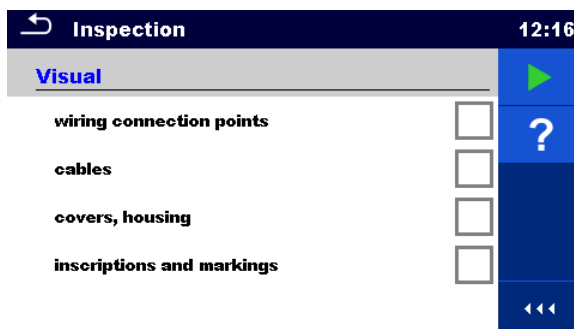 Inspection
12:16
Visual
wiring connection points
?
cables
covers, housing
inscriptions and markings